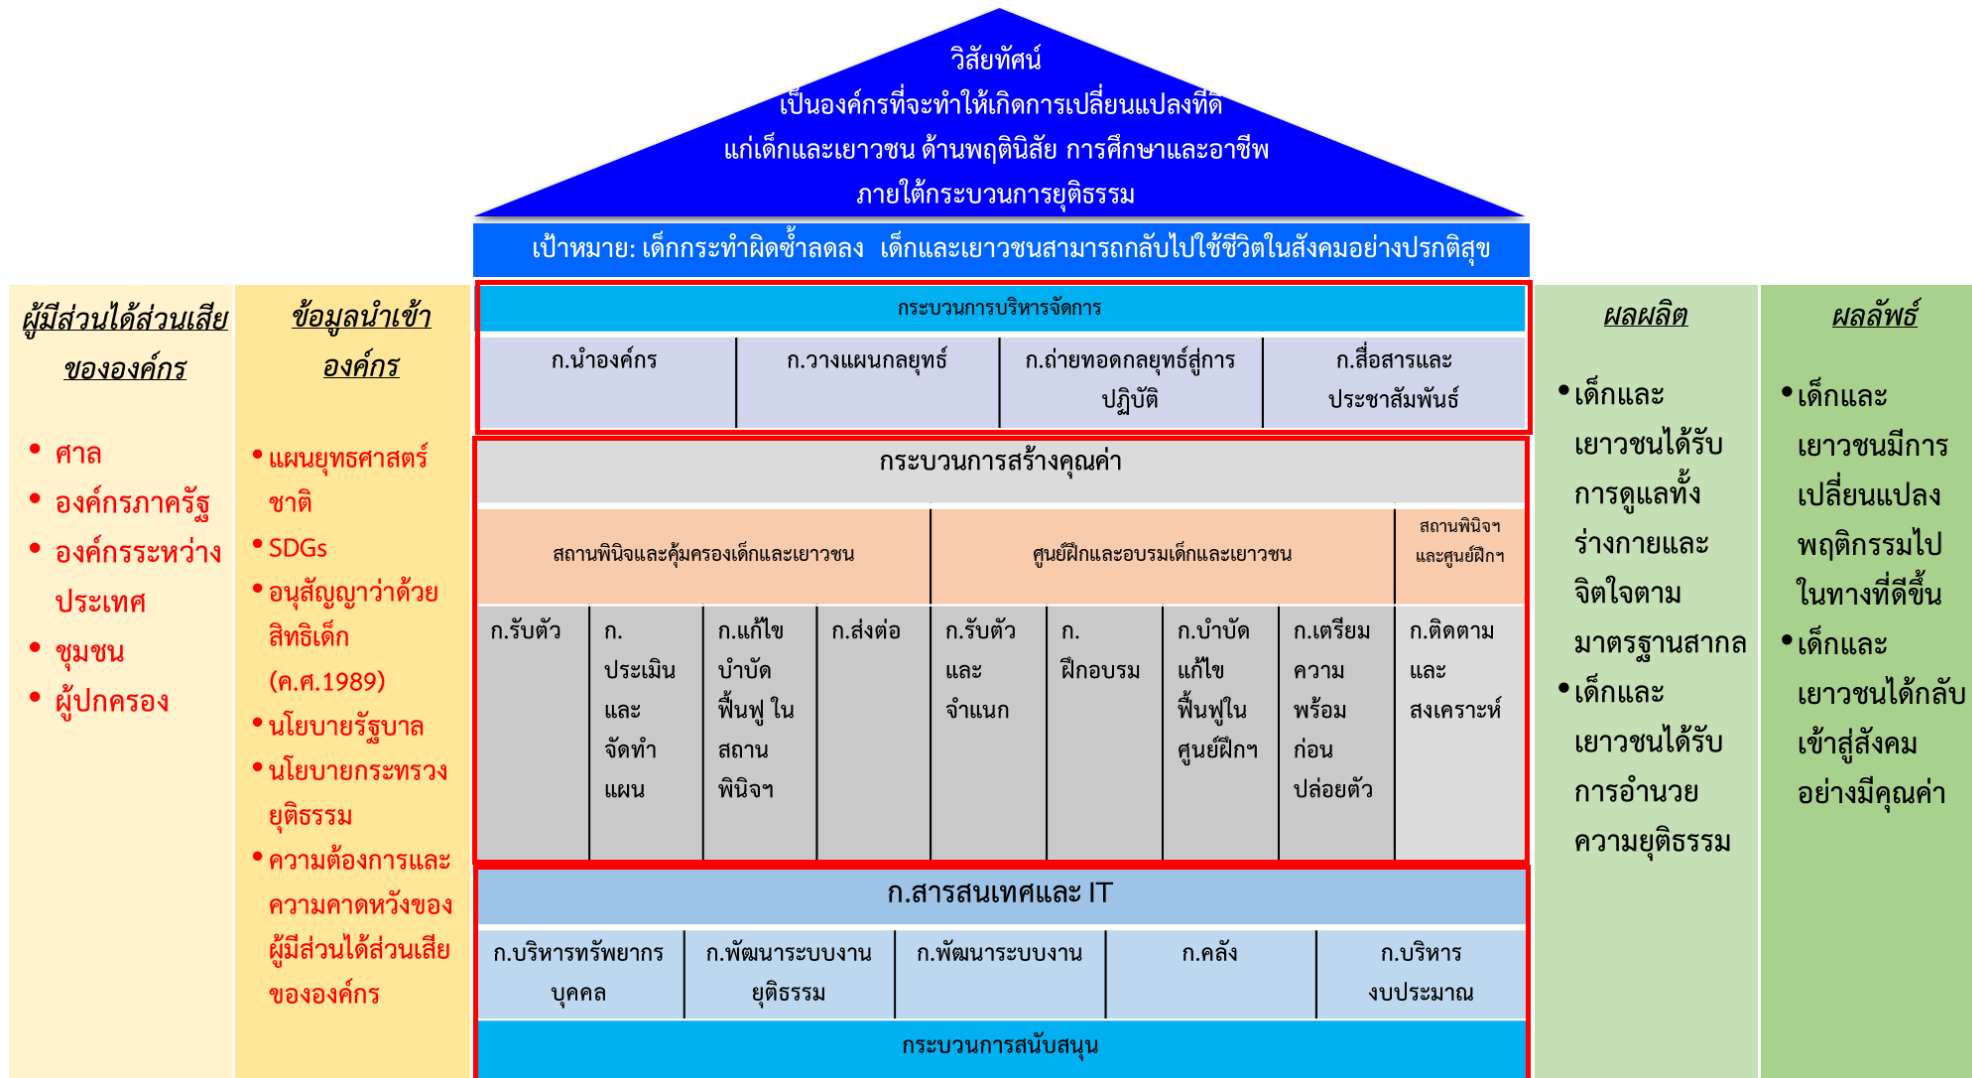 วิสัยทัศน์
เป็นองค์กรที่จะทำให้เกิดการเปลี่ยนแปลงที่ดี
แก่เด็กและเยาวชน ด้านพฤตินิสัย การศึกษาและอาชีพ
ภายใต้กระบวนการยุติธรรม
เป้าหมาย: เด็กกระทำผิดซ้ำลดลง เด็กและเยาวชนสามารถกลับไปใช้ชีวิตในสังคมอย่างปรกติสุข
ผู้มีส่วนได้ส่วนเสีย
ขององค์กร
• ศาล
• องค์กรภาครัฐ
• องค์กรระหว่าง
ประเทศ
• ชุมชน
• ผู้ปกครอง
ข้อมูลนำเข้า
องค์กร
• แผนยุทธศาสตร์
ชาติ
• SDGs
• อนุสัญญาว่าด้วย
สิทธิเด็ก
(ค.ศ.1989)
• นโยบายรัฐบาล
• นโยบายกระทรวง
ยุติธรรม
• ความต้องการและ
ความคาดหวังของ
ผู้มีส่วนได้ส่วนเสีย
ขององค์กร
กระบวนการบริหารจัดการ
ก.นำองค์กร
ก.วางแผนกลยุทธ์
ก.ถ่ายทอดกลยุทธ์สู่การ
ปฏิบัติ
ก.สื่อสารและ
ประชาสัมพันธ์
กระบวนการสร้างคุณค่า
สถานพินิจและคุ้มครองเด็กและเยาวชน
ศูนย์ฝึกและอบรมเด็กและเยาวชน
สถานพินิจฯ
และศูนย์ฝึกฯ
ก.รับตัว
ก.
ประเมิน
และ
จัดทำ
แผน
ก.แก้ไข
บำบัด
ฟื้นฟู ใน
สถาน
พินิจฯ
ก.ส่งต่อ
ก.รับตัว
และ
จำแนก
ก.
ฝึกอบรม
ก.บำบัด
แก้ไข
ฟื้นฟูใน
ศูนย์ฝึกฯ
ก.เตรียม
ความ
พร้อม
ก่อน
ปล่อยตัว
ก.ติดตาม
และ
สงเคราะห์
ก.สารสนเทศและ IT
ก.บริหารทรัพยากร
บุคคล
ก.พัฒนาระบบงาน
ยุติธรรม
ก.พัฒนาระบบงาน
ก.คลัง
ก.บริหาร
งบประมาณ
กระบวนการสนับสนุน
ผลผลิต
• เด็กและ
เยาวชนได้รับ
การดูแลทั้ง
ร่างกายและ
จิตใจตาม
มาตรฐานสากล
• เด็กและ
เยาวชนได้รับ
การอำนวย
ความยุติธรรม
ผลลัพธ์
• เด็กและ
เยาวชนมีการ
เปลี่ยนแปลง
พฤติกรรมไป
ในทางที่ดีขึ้น
• เด็กและ
เยาวชนได้กลับ
เข้าสู่สังคม
อย่างมีคุณค่า